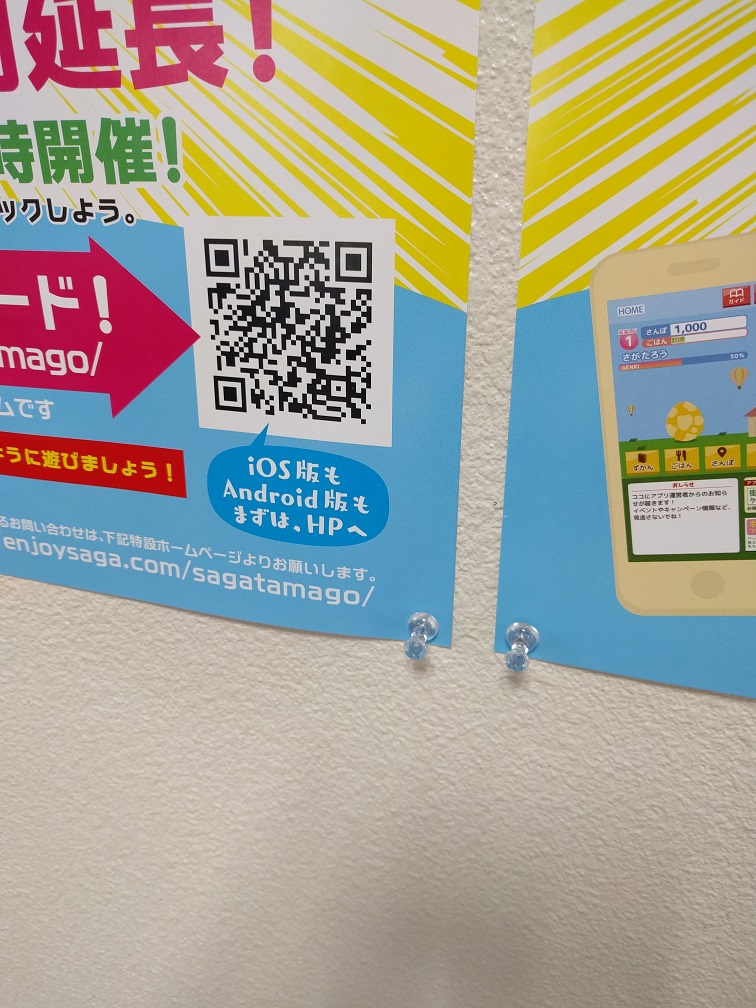 延長！
時開催！
ックしよう。
ード！
mago/
ムです
ように遊びましょう！
iOS版も
Android版も
まずは、HPへ
るお問い合わせは、下記特設ホームページよりお願いします。
enjoysaga.com/sagatamago/
HOME
ガイド
1
さんぽ 1,000
ごはん
さがたろう
GENKI 50%
ずかん
ごはん
さんぽ
おしらせ
ココにアプリ運営者からのお知ら
せが届きます！
イベントやキャンペーン情報など、
見逃さないでね！